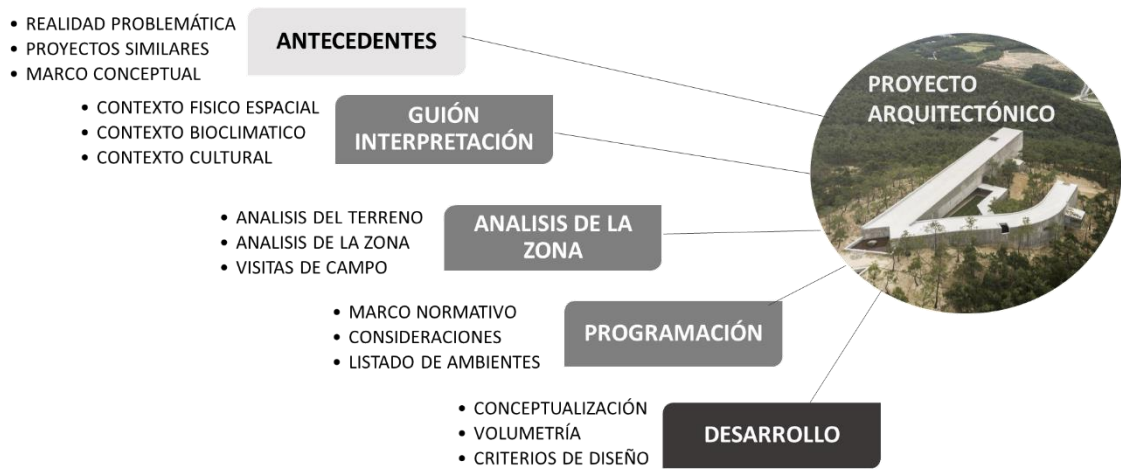 • REALIDAD PROBLEMÁTICA
• PROYECTOS SIMILARES
• MARCO CONCEPTUAL
ANTECEDENTES
• CONTEXTO FISICO ESPACIAL
• CONTEXTO BIOCLIMATICO
• CONTEXTO CULTURAL
GUIÓN
INTERPRETACIÓN
• ANALISIS DEL TERRENO
• ANALISIS DE LA ZONA
• VISITAS DE CAMPO
ANALISIS DE LA
ZONA
• MARCO NORMATIVO
• CONSIDERACIONES
• LISTADO DE AMBIENTES
PROGRAMACIÓN
• CONCEPTUALIZACIÓN
• VOLUMETRÍA
• CRITERIOS DE DISEÑO
DESARROLLO
PROYECTO
ARQUITECTÓNICO